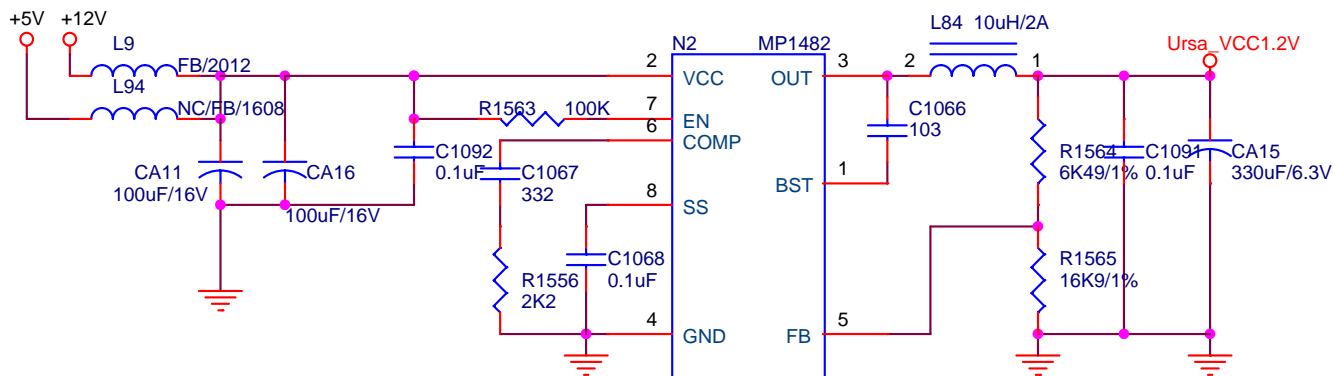 +5V
+12V
L9
FB/2012
L94
NC/FB/1608
CA11
100uF/16V
CA16
100uF/16V
C1092
0.1uF
R1563
100K
C1067
332
R1556
2K2
C1068
0.1uF
N2
MP1482
2
VCC
7
EN
6
COMP
8
SS
4
GND
OUT
3
BST
1
FB
5
L84
10uH/2A
2
1
C1066
103
R1564
6K49/1%
R1565
16K9/1%
C1091
0.1uF
CA15
330uF/6.3V
Ursa_VCC1.2V